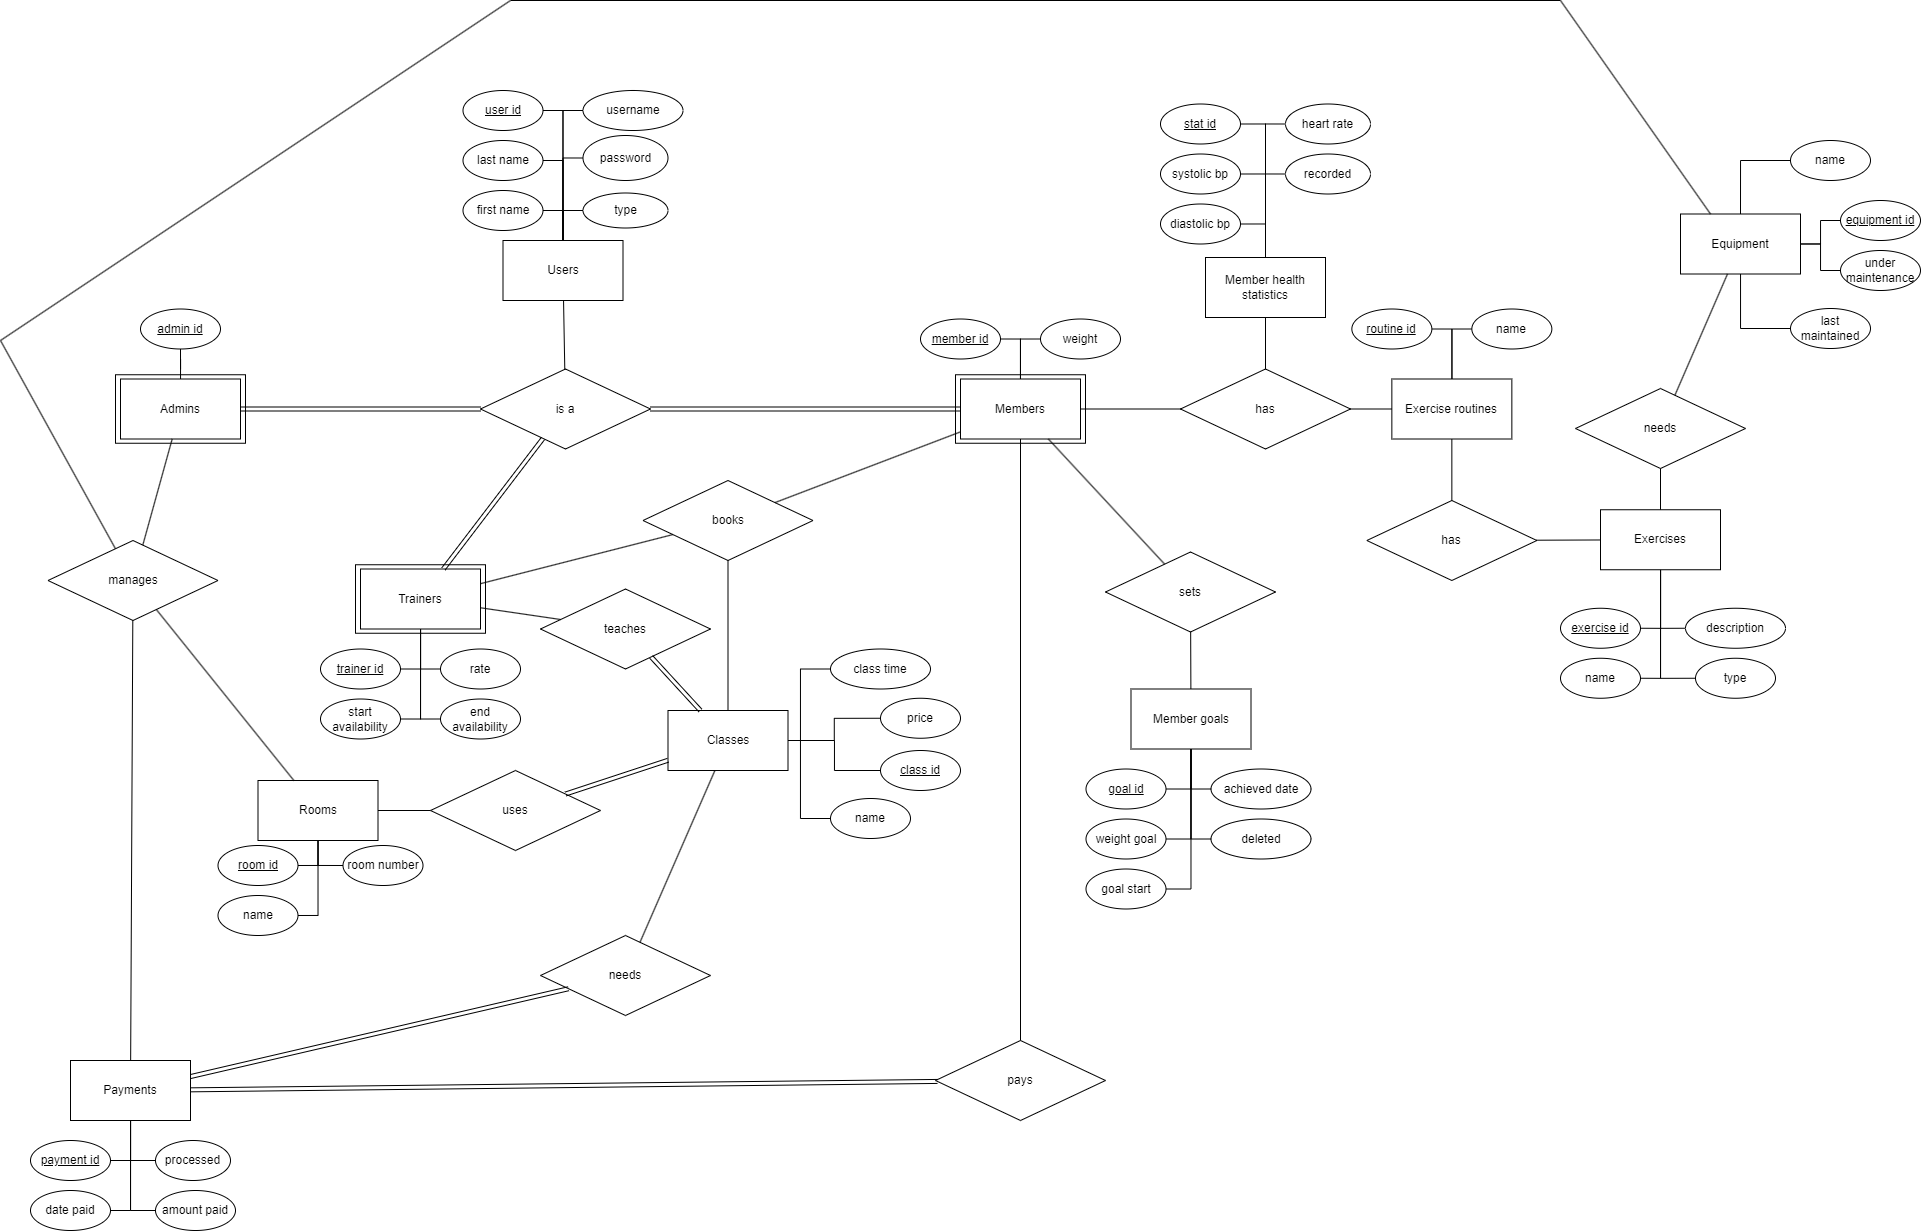 user id
username
last name
password
first name
type
Users
stat id
heart rate
systolic bp
recorded
diastolic bp
Member health
statistics
name
equipment id
Equipment
under
maintenance
last
maintained
admin id
Admins
is a
member id
weight
Members
has
routine id
name
Exercise routines
needs
has
Exercises
exercise id
description
name
type
books
manages
Trainers
teaches
trainer id
rate
start
availability
end
availability
sets
Member goals
goal id
achieved date
weight goal
deleted
goal start
class time
price
Classes
class id
name
Rooms
uses
room id
room number
name
needs
Payments
pays
payment id
processed
date paid
amount paid